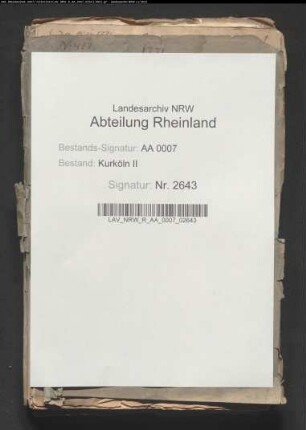 Landesarchiv NRW
Abteilung Rheinland
Bestands-Signatur: AA 0007
Bestand: Kurköln II
Signatur: Nr. 2643
LAV_NRW_R_AA_0007_02643